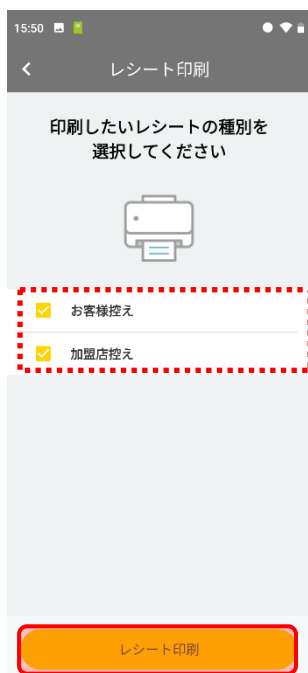 15:50
レシート印刷
印刷したいレシートの種別を
選択してください
お客様控え
加盟店控え
レシート印刷